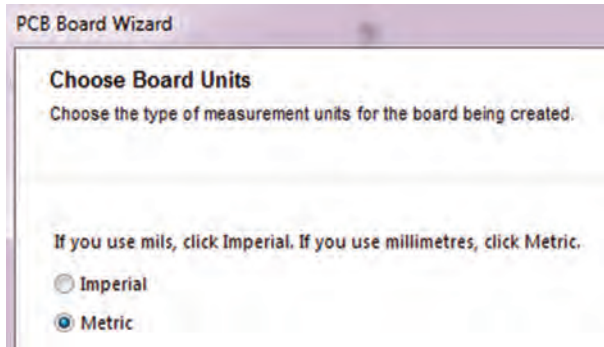 PCB Board Wizard
Choose Board Units
Choose the type of measurement units for the board being created.
If you use mils, click Imperial. If you use millimetres, click Metric.
Imperial
Metric